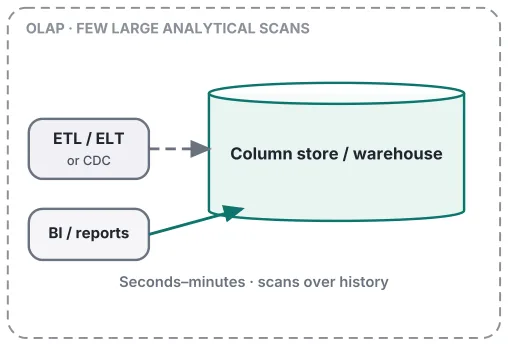 OLAP · FEW LARGE ANALYTICAL SCANS
ETL / ELT
or CDC
Column store / warehouse
BI / reports
Seconds–minutes · scans over history